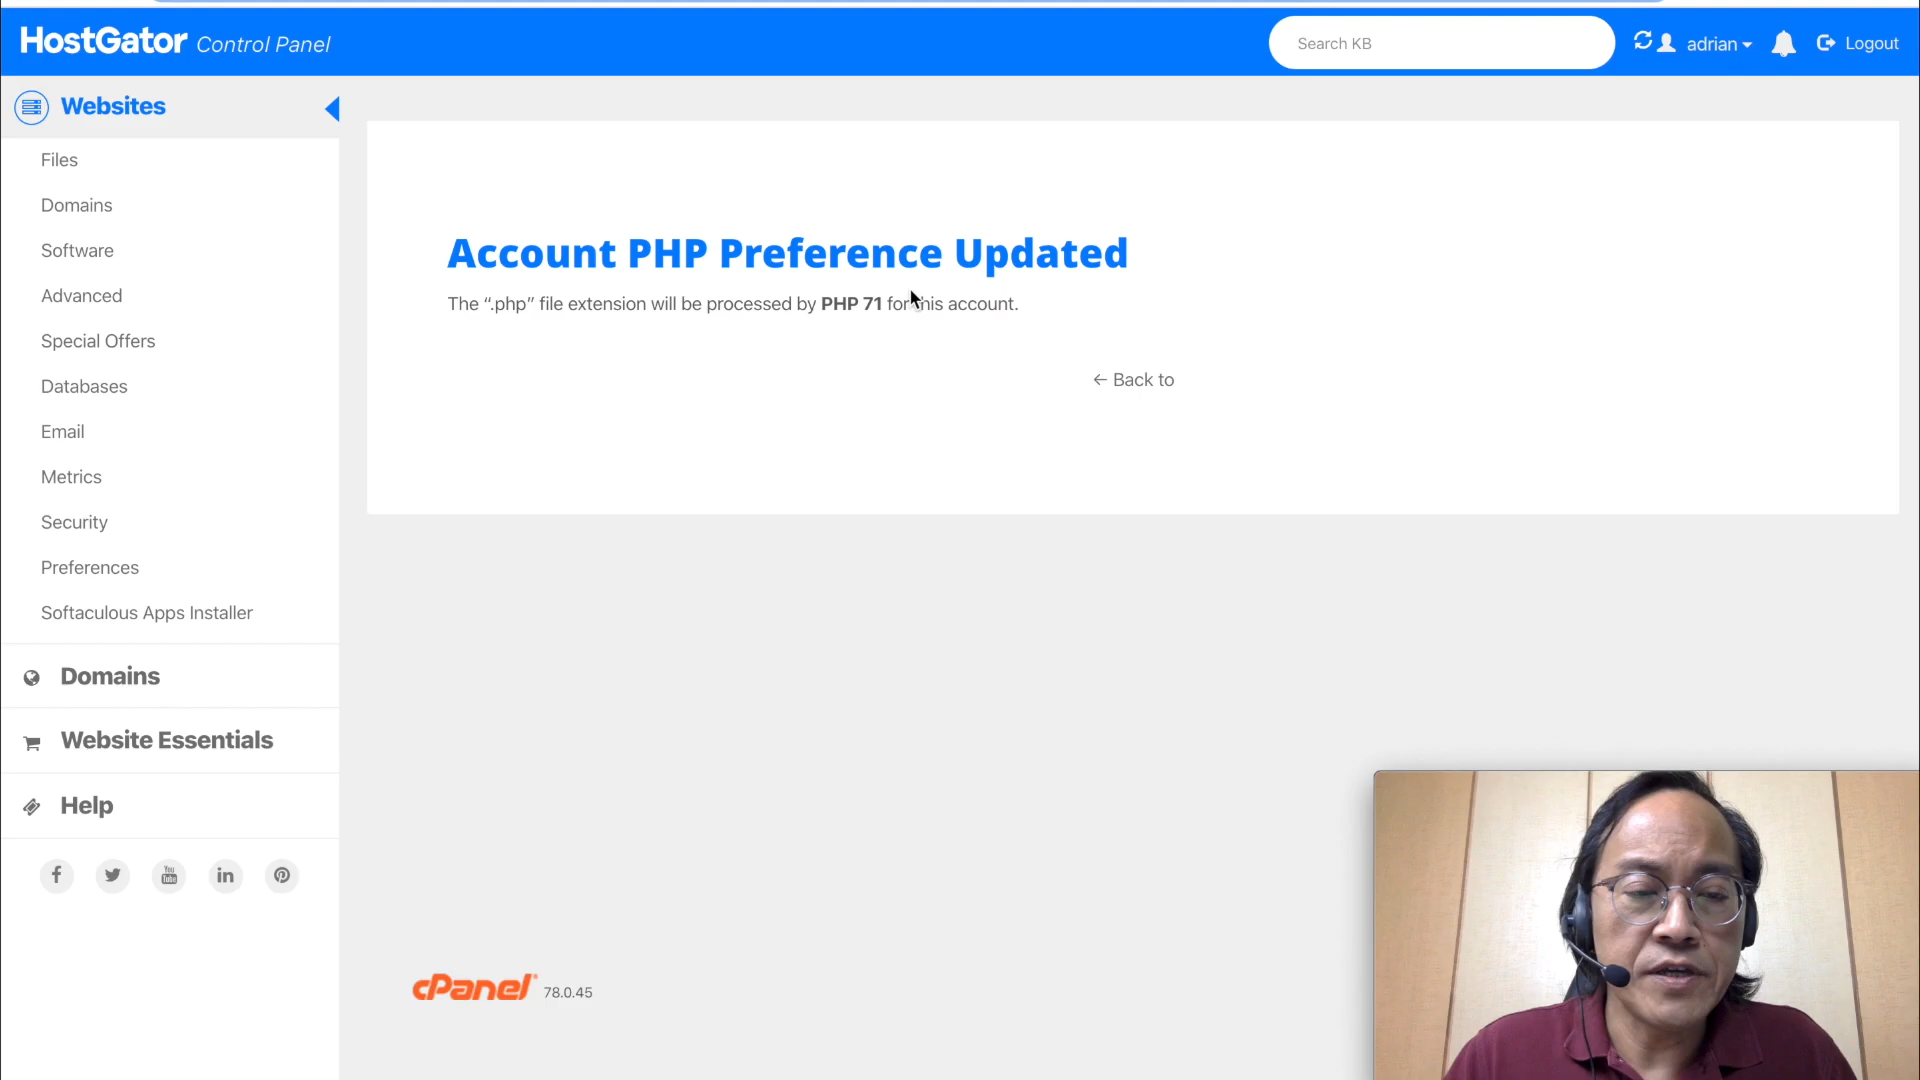 HostGator Control Panel
Search KB
adrian
Logout
Websites
Files
Domains
Software
Advanced
Special Offers
Databases
Email
Metrics
Security
Preferences
Softaculous Apps Installer
Domains
Website Essentials
Help
Account PHP Preference Updated
The “.php” file extension will be processed by PHP 71 for this account.
← Back to
cPanel 78.0.45